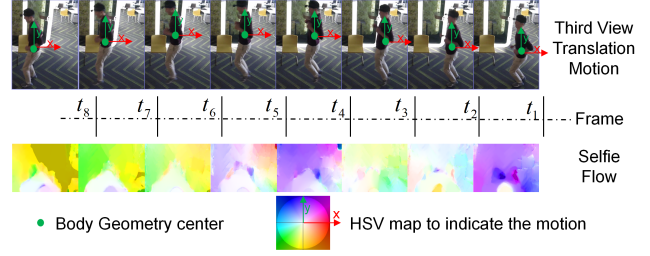 Third View
Translation
Motion
y x y x y x y x y x y x y x y x
t8 t7 t6 t5 t4 t3 t2 t1 Frame
Selfie
Flow
Body Geometry center
y x
HSV map to indicate the motion